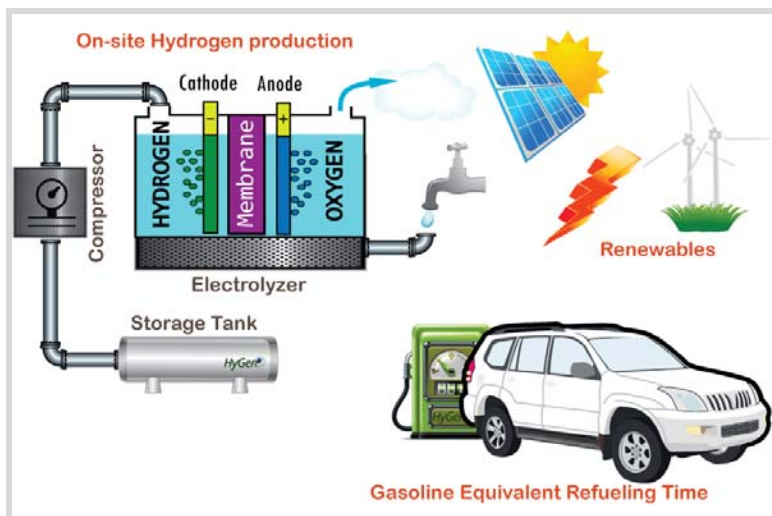 On-site Hydrogen production
Cathode Anode
- +
HYDROGEN
Membrane
OXYGEN
Compressor
Electrolyzer
Renewables
Storage Tank
HyGen
HyGen
Gasoline Equivalent Refueling Time